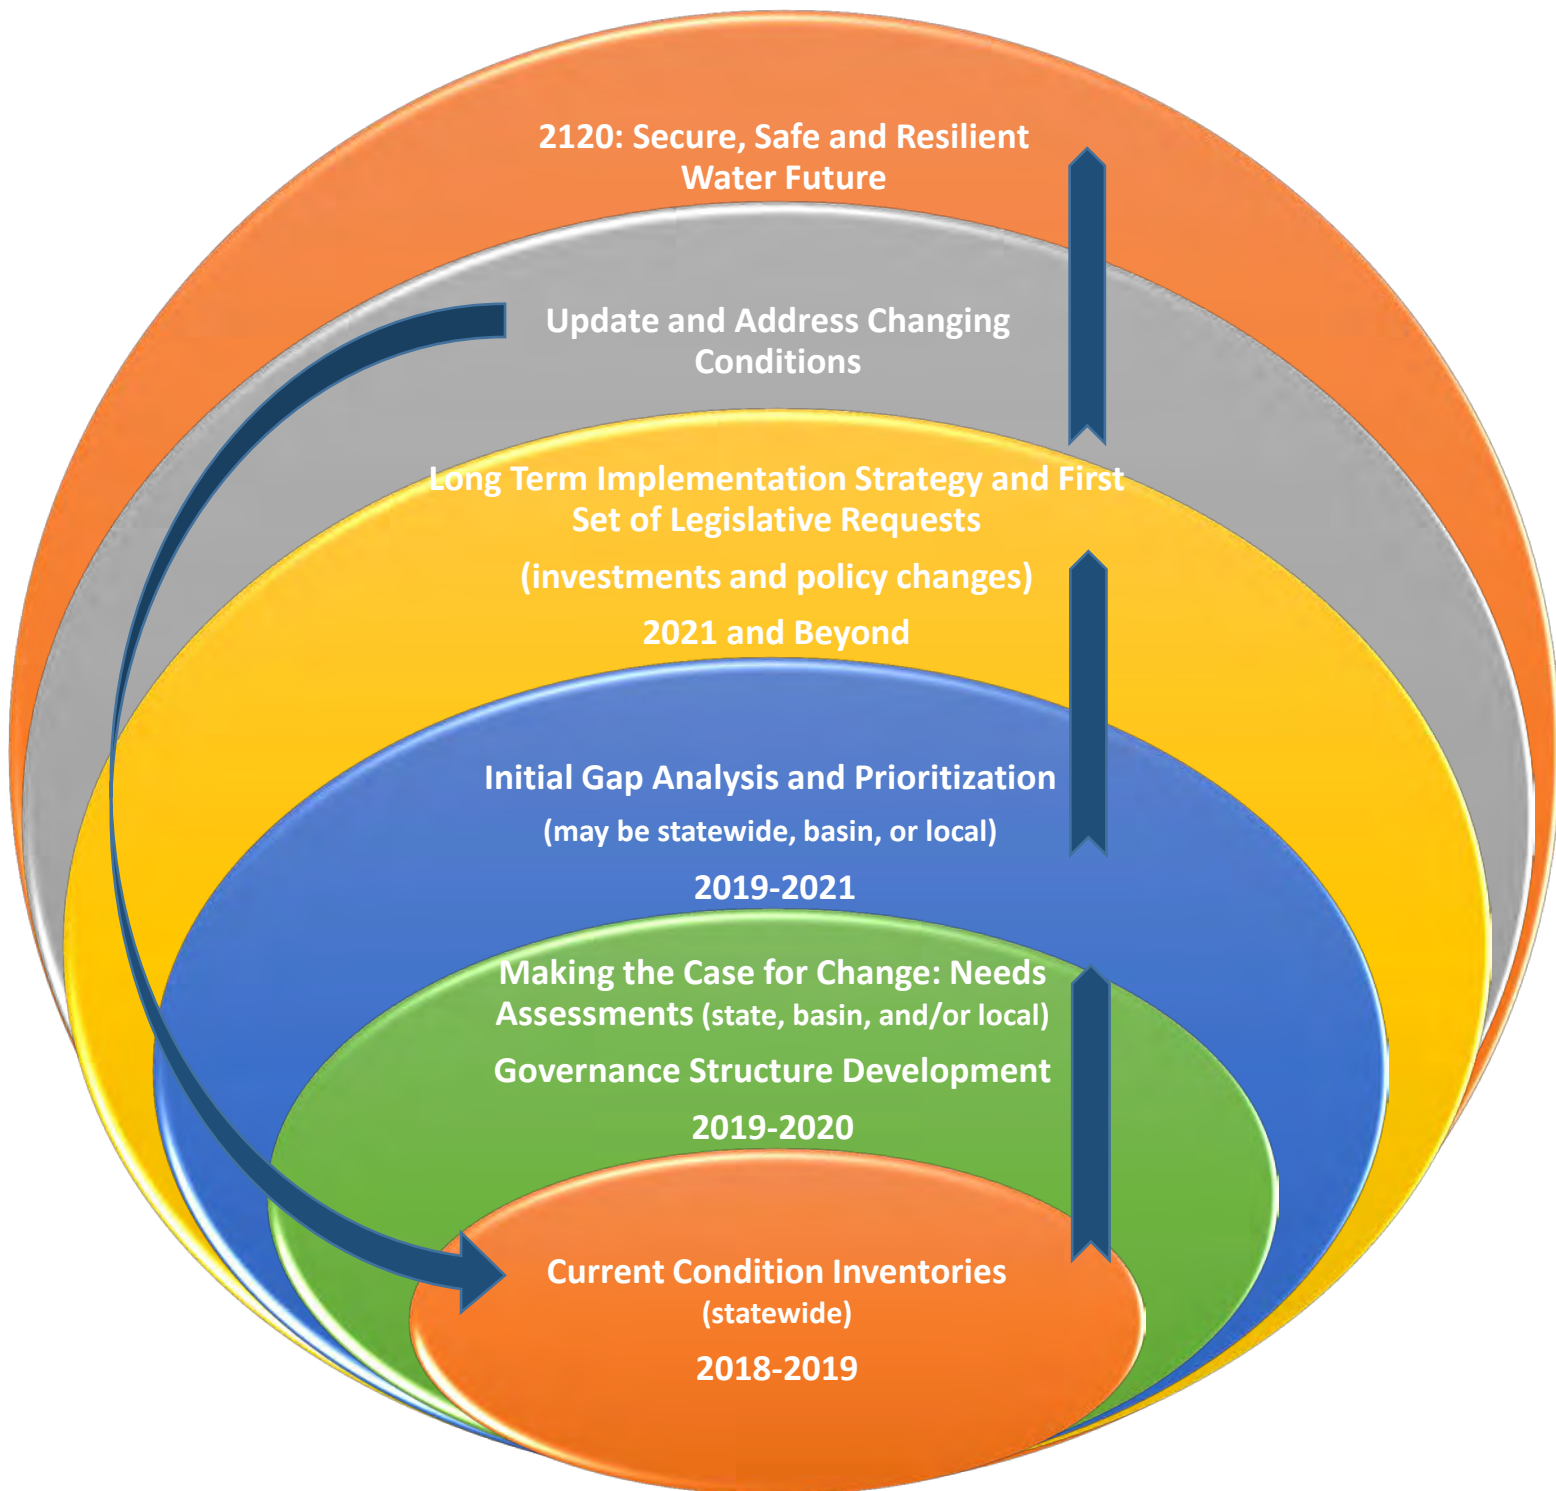 2120: Secure, Safe and Resilient
Water Future
Update and Address Changing
Conditions
Long Term Implementation Strategy and First
Set of Legislative Requests
(investments and policy changes)
2021 and Beyond
Initial Gap Analysis and Prioritization
(may be statewide, basin, or local)
2019-2021
Making the Case for Change: Needs
Assessments (state, basin, and/or local)
Governance Structure Development
2019-2020
Current Condition Inventories
(statewide)
2018-2019